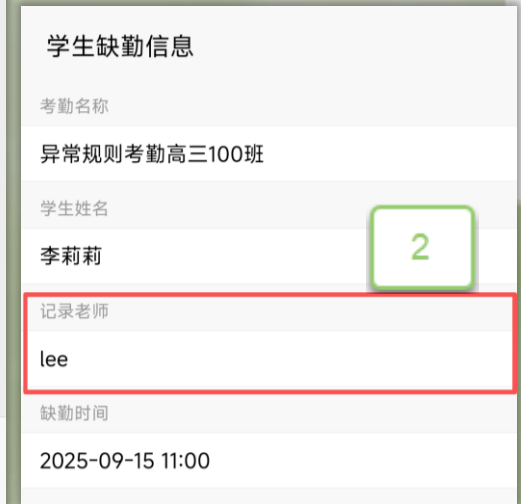 学生缺勤信息
考勤名称
异常规则考勤高三100班
学生姓名
李莉莉
2
记录老师
lee
缺勤时间
2025-09-15 11:00